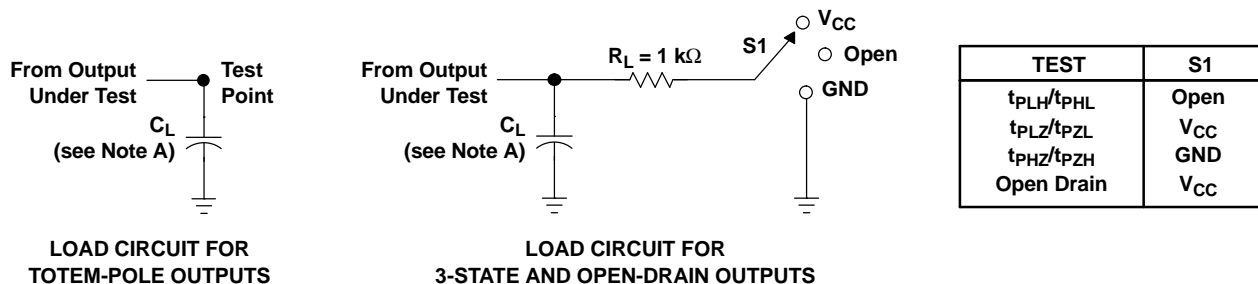 From Output
Under Test
Test
Point
C_L
(see Note A)
LOAD CIRCUIT FOR
TOTEM-POLE OUTPUTS
From Output
Under Test
R_L = 1 kΩ
S1
V_CC
Open
GND
C_L
(see Note A)
LOAD CIRCUIT FOR
3-STATE AND OPEN-DRAIN OUTPUTS
TEST S1
t_PLH/t_PHL Open
t_PLZ/t_PZL V_CC
t_PHZ/t_PZH GND
Open Drain V_CC